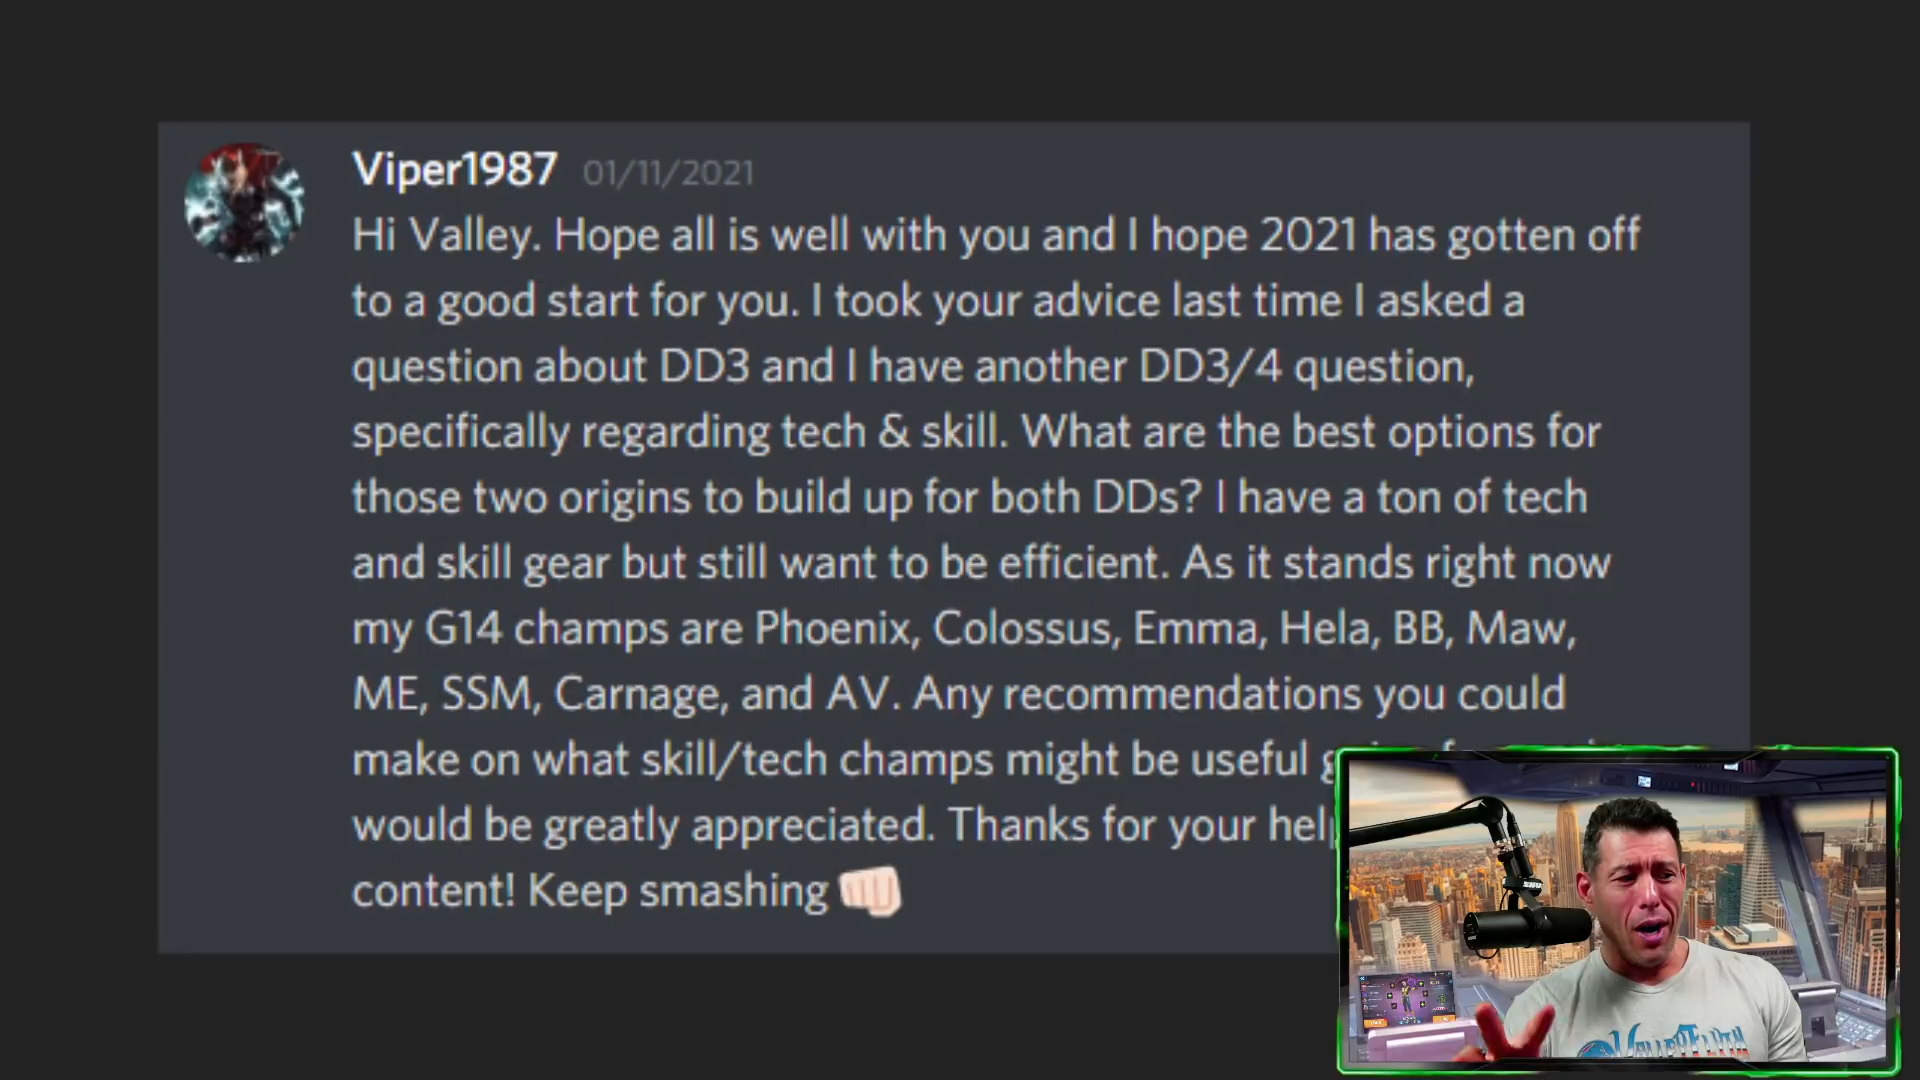 Viper1987 01/11/2021
Hi Valley. Hope all is well with you and I hope 2021 has gotten off
to a good start for you. I took your advice last time I asked a
question about DD3 and I have another DD3/4 question,
specifically regarding tech & skill. What are the best options for
those two origins to build up for both DDs? I have a ton of tech
and skill gear but still want to be efficient. As it stands right now
my G14 champs are Phoenix, Colossus, Emma, Hela, BB, Maw,
ME, SSM, Carnage, and AV. Any recommendations you could
make on what skill/tech champs might be useful
would be greatly appreciated. Thanks for your
content! Keep smashing 👊🏻